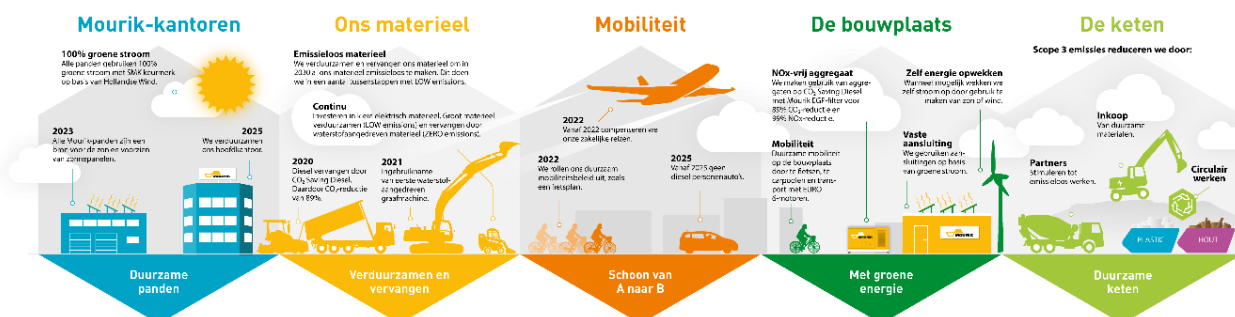 Mourik-kantoren
100% groene stroom
Alle panden gebruiken 100%
groene stroom met SMK keurmerk
op basis van Hollandse Wind.
2023
Alle Mourik-panden zijn een
bron voor de zon en voorzien
van zonnepanelen.
2025
We verduurzamen
ons hoofdkantoor.
MOURIK
Duurzame
panden
Ons materieel
Emissieloos materieel
We verduurzamen en vervangen ons materieel om in
2030 al ons materieel emissieloos te maken. Dit doen
we in een aantal tussenstappen met LOW emissions.
Continu
Investeren in klein elektrisch materieel. Groot materieel
verduurzamen (LOW emissions) en vervangen door
waterstofaangedreven materieel (ZERO emissions).
2020
Diesel vervangen door
CO₂ Saving Diesel.
Daardoor CO₂-reductie
van 89%.
2021
Ingebruikname
van eerste waterstof-
aangedreven
graafmachine.
Verduurzamen en
vervangen
Mobiliteit
2022
Vanaf 2022 compenseren we
onze zakelijke reizen.
2022
We rollen ons duurzaam
mobiliteitsbeleid uit, zoals
een fietsplan.
2025
Vanaf 2025 geen
diesel personenauto's.
Schoon van
A naar B
De bouwplaats
NOx-vrij aggregaat
We maken gebruik van aggre-
gaten op CO₂ Saving Diesel
met Mourik EGF-filter voor
89% CO₂-reductie en
99% NOx-reductie.
Zelf energie opwekken
Wanneer mogelijk wekken we
zelf stroom op door gebruik te
maken van zon of wind.
Mobiliteit
Duurzame mobiliteit
op de bouwplaats
door te fietsen, te
carpoolen en trans-
port met EURO
6-motoren.
Vaste
aansluiting
We gebruiken aan-
sluitingen op basis
van groene stroom.
MOURIK
Met groene
energie
De keten
Scope 3 emissies reduceren we door:
Inkoop
Van duurzame
materialen.
Partners
Stimuleren tot
emissieloos werken.
Circulair
werken
PLASTIC
HOUT
Duurzame
keten